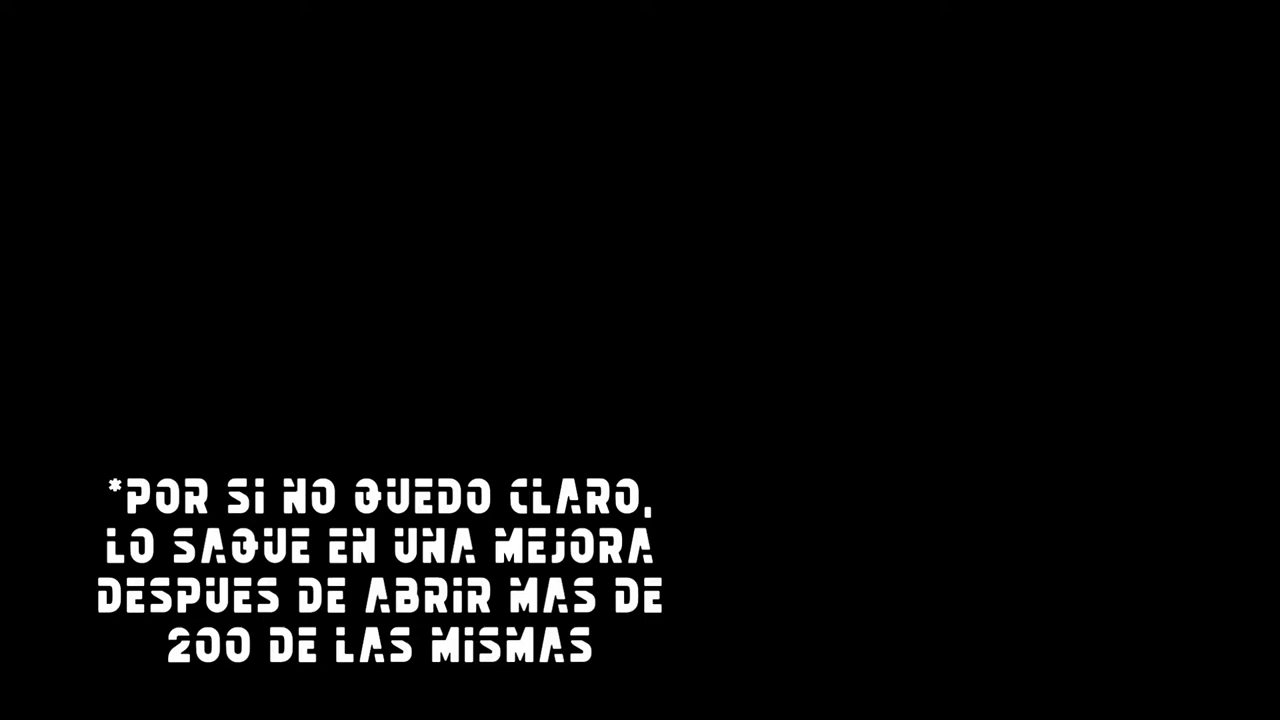 *POR SI NO QUEDO CLARO,
LO SAQUE EN UNA MEJORA
DESPUES DE ABRIR MAS DE
200 DE LAS MISMAS